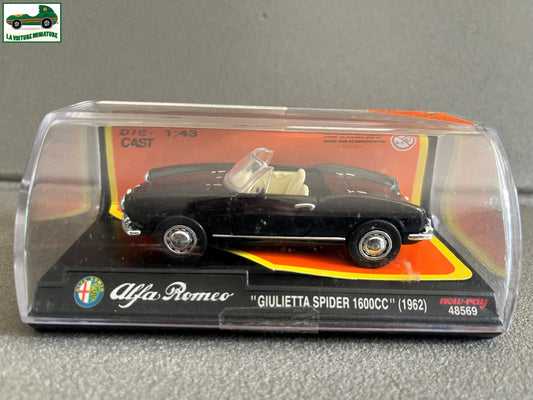 LA VOITURE MINIATURE
DIE- 1:43
CAST
Alfa Romeo
"GIULIETTA SPIDER 1600CC" (1962)
new-ray
48569